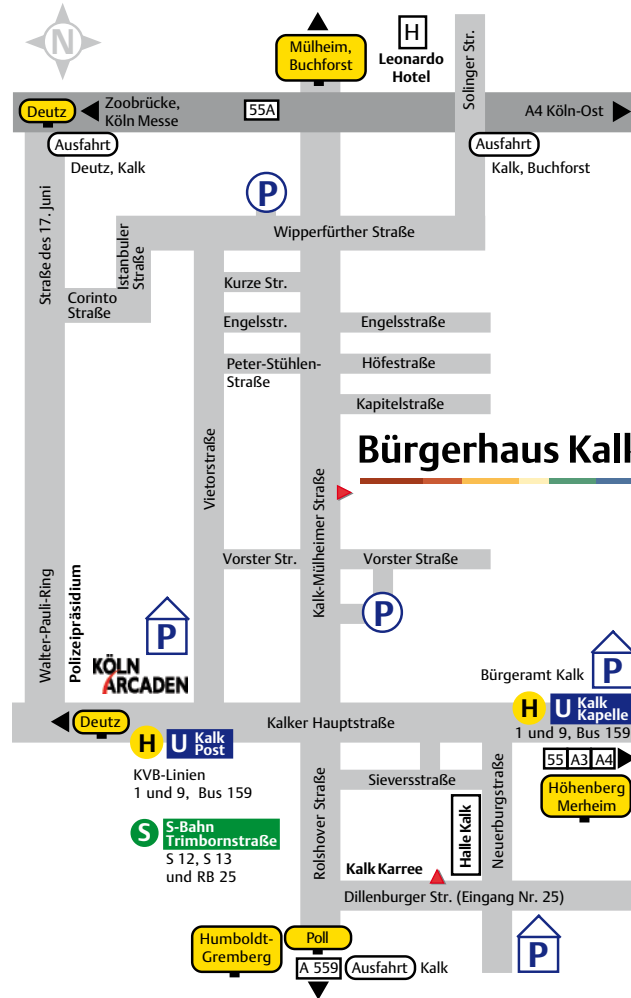 N
Mülheim,
Buchforst
H
Leonardo
Hotel
Solinger Str.
Deutz
Zoobrücke,
Köln Messe
55A
A4 Köln-Ost
Ausfahrt
Deutz, Kalk
Ausfahrt
Kalk, Buchforst
P
Straße des 17. Juni
Istanbuler
Straße
Wipperfürther Straße
Corinto
Straße
Kurze Str.
Engelsstr.
Engelsstraße
Peter-Stühlen-
Straße
Höfestraße
Kapitelstraße
Bürgerhaus Kalk
Vietorstraße
Kalk-Mülheimer Straße
Vorster Str.
Vorster Straße
P
Walter-Pauli-Ring
Polizeipräsidium
P
KÖLN
ARCADEN
Bürgeramt Kalk
P
Deutz
Kalker Hauptstraße
H
U Kalk
Post
KVB-Linien
1 und 9, Bus 159
H
U Kalk
Kapelle
1 und 9, Bus 159
55 A3 A4
Höhenberg
Merheim
S
S-Bahn
Trimbornstraße
S 12, S 13
und RB 25
Rolshover Straße
Sieversstraße
Neuerburgstraße
Halle Kalk
Kalk Karree
Dillenburger Str. (Eingang Nr. 25)
P
Humboldt-
Gremberg
Poll
A 559
Ausfahrt
Kalk